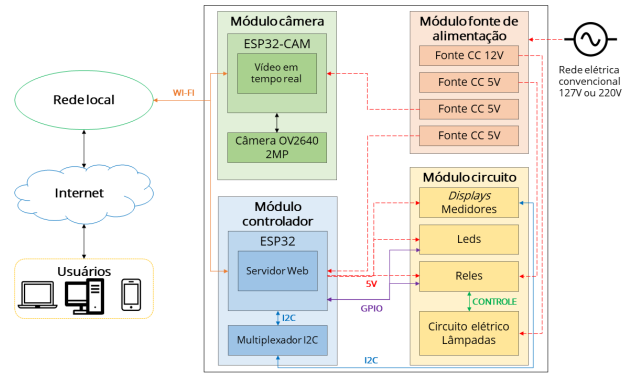 Módulo câmera
ESP32-CAM
Vídeo em
tempo real
Câmera OV2640
2MP
Módulo fonte de
alimentação
Fonte CC 12V
Fonte CC 5V
Fonte CC 5V
Fonte CC 5V
Rede elétrica
convencional
127V ou 220V
Rede local
WI-FI
Internet
Usuários
Módulo
controlador
ESP32
Servidor Web
I2C
Multiplexador I2C
5V
GPIO
I2C
Módulo circuito
Displays
Medidores
Leds
Reles
CONTROLE
Circuito elétrico
Lâmpadas